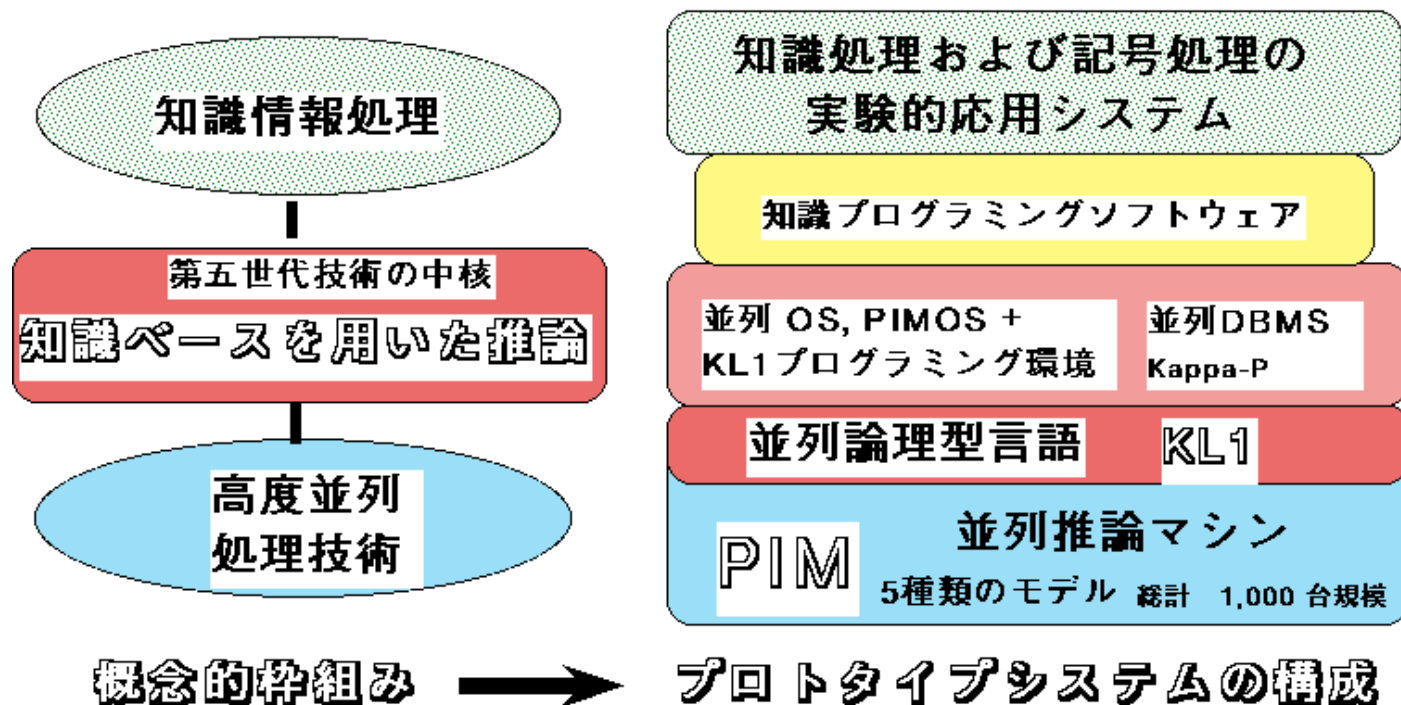 知識情報処理
第五世代技術の中核
知識ベースを用いた推論
高度並列
処理技術
概念的枠組み
知識処理および記号処理の
実験的応用システム
知識プログラミングソフトウェア
並列 OS, PIMOS +
KL1プログラミング環境
並列DBMS
Kappa-P
並列論理型言語 KL1
PIM
並列推論マシン
5種類のモデル 総計 1,000 台規模
プロトタイプシステムの構成